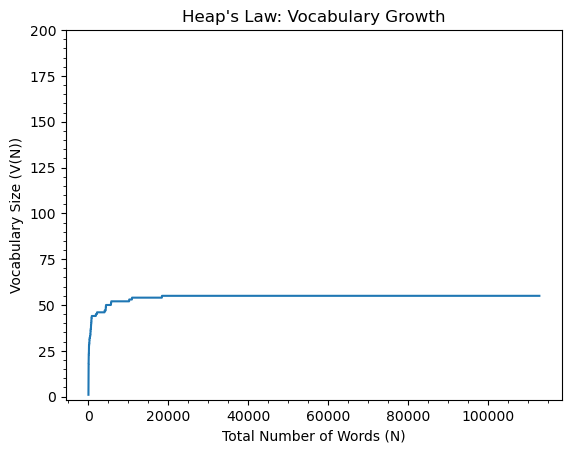 Heap's Law: Vocabulary Growth
200
175
150
125
100
75
50
25
0
Vocabulary Size (V(N))
0 20000 40000 60000 80000 100000
Total Number of Words (N)